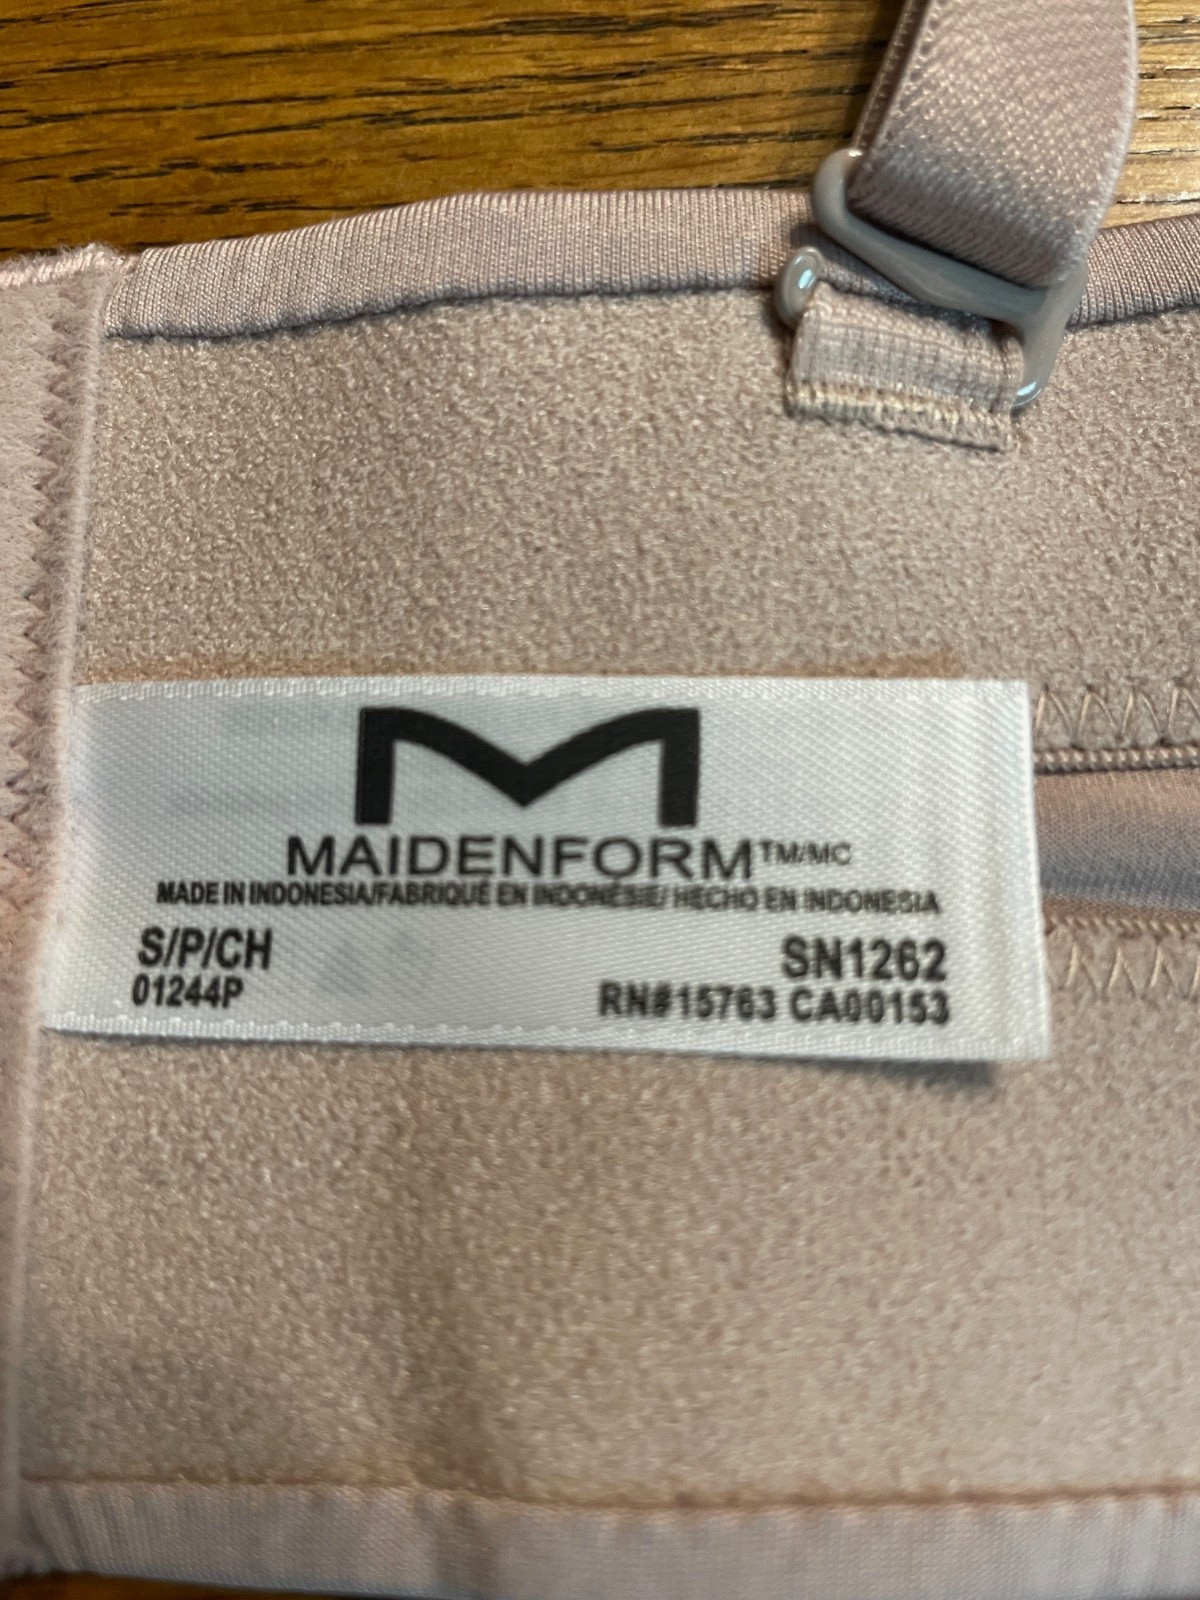 M
MAIDENFORM™/MC
MADE IN INDONESIA/FABRIQUÉ EN INDONÉSIE/ HECHO EN INDONESIA
S/P/CH
SN1262
01244P
RN#15763 CA00153